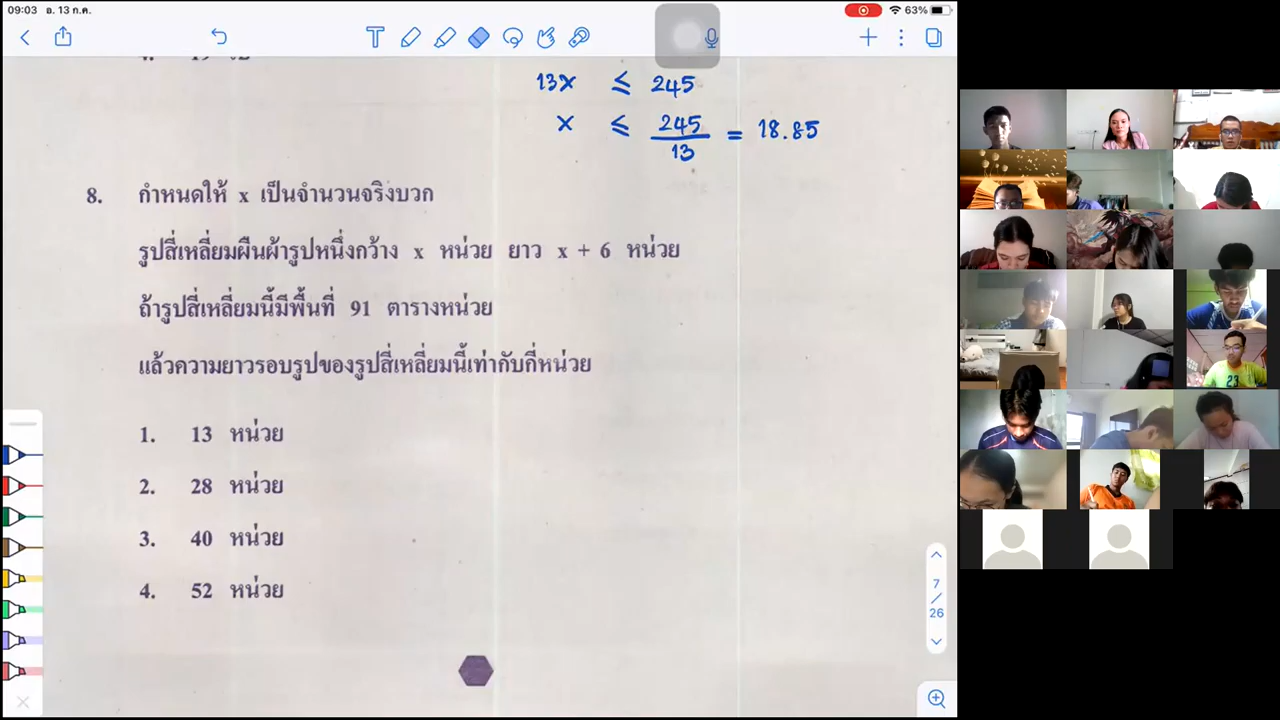 09:03 อ. 13 ก.ค.
63%
13x ≤ 245
x ≤ 245/13 = 18.85
8. กำหนดให้ x เป็นจำนวนจริงบวก
รูปสี่เหลี่ยมผืนผ้ารูปหนึ่งกว้าง x หน่วย ยาว x + 6 หน่วย
ถ้ารูปสี่เหลี่ยมนี้มีพื้นที่ 91 ตารางหน่วย
แล้วความยาวรอบรูปของรูปสี่เหลี่ยมนี้เท่ากับกี่หน่วย
1. 13 หน่วย
2. 28 หน่วย
3. 40 หน่วย
4. 52 หน่วย
7
/
26
23